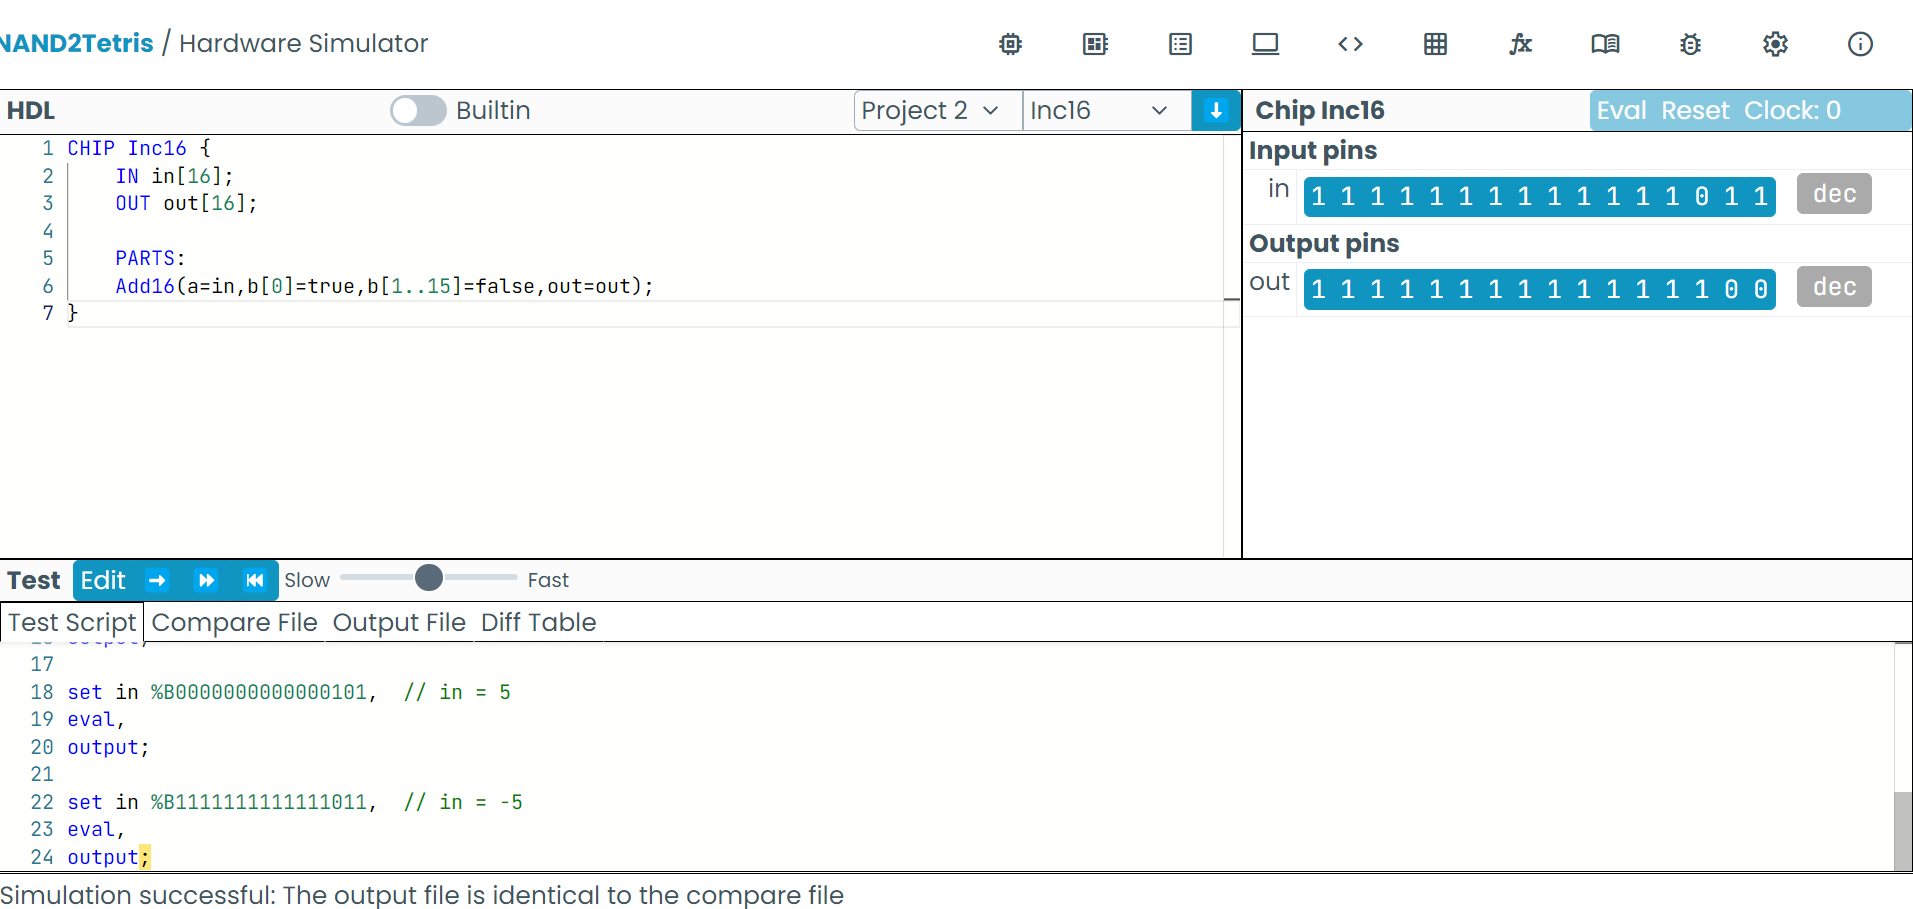 NAND2Tetris / Hardware Simulator
HDL Builtin Project 2 Inc16 Chip Inc16 Eval Reset Clock: 0
1 CHIP Inc16 {
2 IN in[16];
3 OUT out[16];
4
5 PARTS:
6 Add16(a=in,b[0]=true,b[1..15]=false,out=out);
7 }
Input pins
in 1 1 1 1 1 1 1 1 1 1 1 1 1 0 1 1 dec
Output pins
out 1 1 1 1 1 1 1 1 1 1 1 1 1 1 0 0 dec
Test Edit Slow Fast
Test Script Compare File Output File Diff Table
17
18 set in %B0000000000000101, // in = 5
19 eval,
20 output;
21
22 set in %B1111111111111011, // in = -5
23 eval,
24 output;
Simulation successful: The output file is identical to the compare file